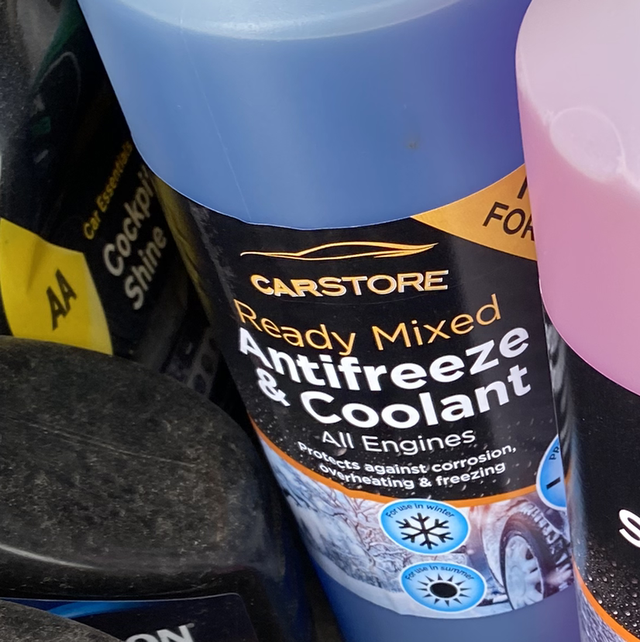 Car Essentials
Cockpit
Shine
AA
FOR
CARSTORE
Ready Mixed
Antifreeze
& Coolant
All Engines
Protects against corrosion,
overheating & freezing
For use in winter
For use in summer